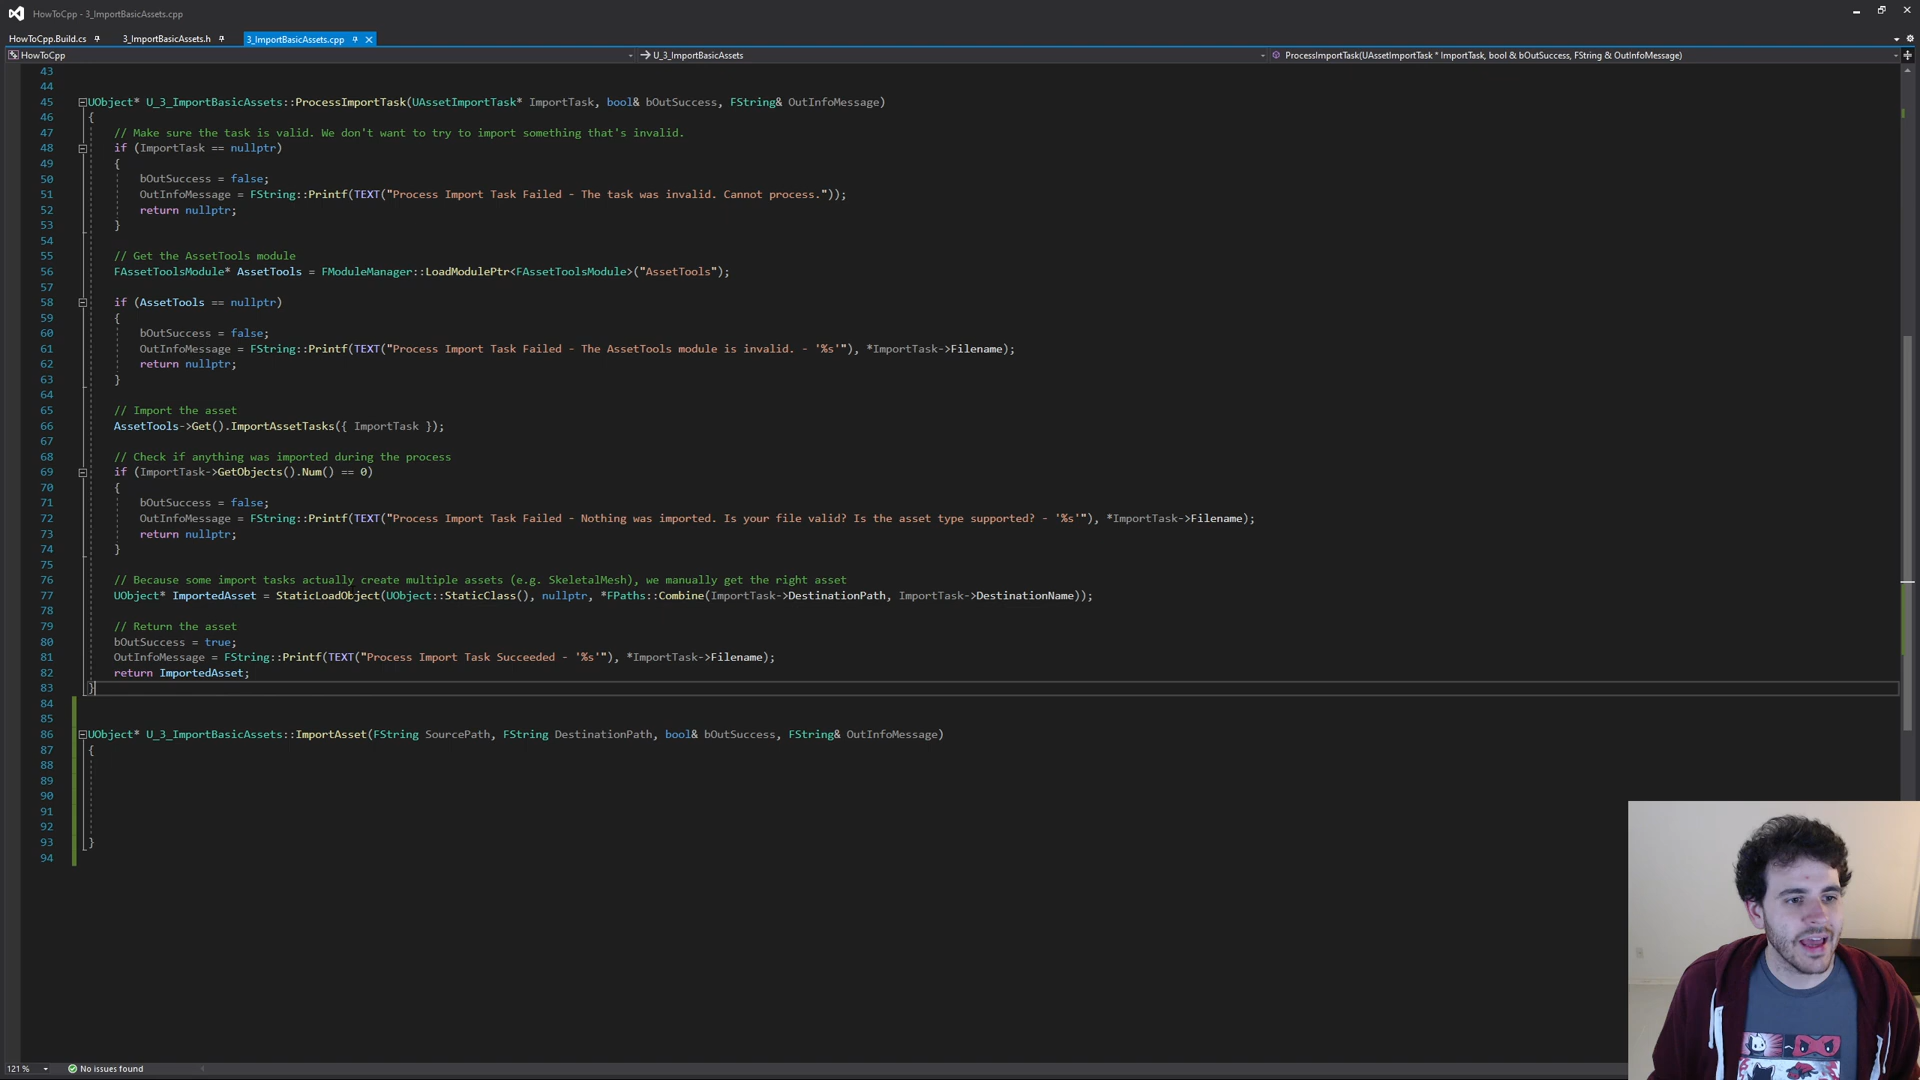 HowToCpp - 3_ImportBasicAssets.cpp
HowToCpp.Build.cs 3_ImportBasicAssets.h 3_ImportBasicAssets.cpp
HowToCpp U_3_ImportBasicAssets ProcessImportTask(UAssetImportTask * ImportTask, bool & bOutSuccess, FString & OutInfoMessage)
43
44
45 UObject* U_3_ImportBasicAssets::ProcessImportTask(UAssetImportTask* ImportTask, bool& bOutSuccess, FString& OutInfoMessage)
46 {
47 // Make sure the task is valid. We don't want to try to import something that's invalid.
48 if (ImportTask == nullptr)
49 {
50 bOutSuccess = false;
51 OutInfoMessage = FString::Printf(TEXT("Process Import Task Failed - The task was invalid. Cannot process."));
52 return nullptr;
53 }
54
55 // Get the AssetTools module
56 FAssetToolsModule* AssetTools = FModuleManager::LoadModulePtr<FAssetToolsModule>("AssetTools");
57
58 if (AssetTools == nullptr)
59 {
60 bOutSuccess = false;
61 OutInfoMessage = FString::Printf(TEXT("Process Import Task Failed - The AssetTools module is invalid. - '%s'"), *ImportTask->Filename);
62 return nullptr;
63 }
64
65 // Import the asset
66 AssetTools->Get().ImportAssetTasks({ ImportTask });
67
68 // Check if anything was imported during the process
69 if (ImportTask->GetObjects().Num() == 0)
70 {
71 bOutSuccess = false;
72 OutInfoMessage = FString::Printf(TEXT("Process Import Task Failed - Nothing was imported. Is your file valid? Is the asset type supported? - '%s'"), *ImportTask->Filename);
73 return nullptr;
74 }
75
76 // Because some import tasks actually create multiple assets (e.g. SkeletalMesh), we manually get the right asset
77 UObject* ImportedAsset = StaticLoadObject(UObject::StaticClass(), nullptr, *FPaths::Combine(ImportTask->DestinationPath, ImportTask->DestinationName));
78
79 // Return the asset
80 bOutSuccess = true;
81 OutInfoMessage = FString::Printf(TEXT("Process Import Task Succeeded - '%s'"), *ImportTask->Filename);
82 return ImportedAsset;
83 }
84
85
86 UObject* U_3_ImportBasicAssets::ImportAsset(FString SourcePath, FString DestinationPath, bool& bOutSuccess, FString& OutInfoMessage)
87 {
88
89
90
91
92
93 }
94
121 % No issues found